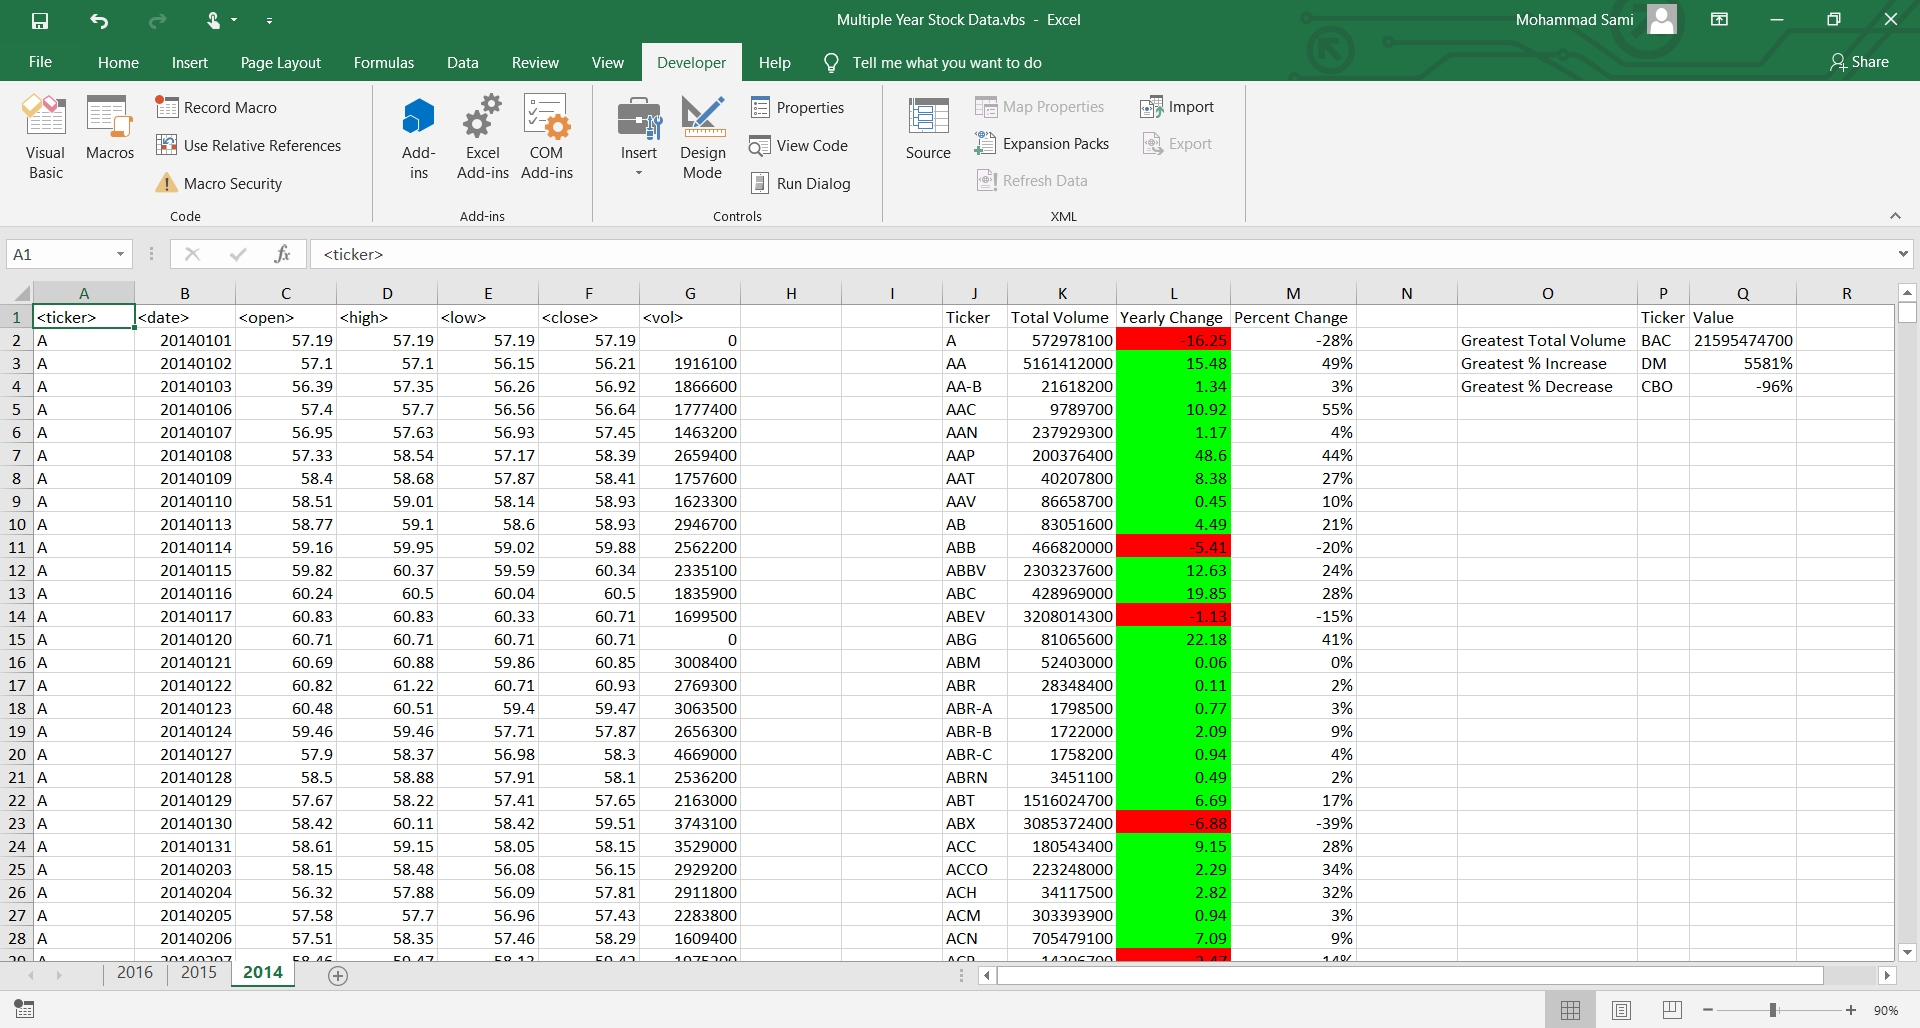 Multiple Year Stock Data.vbs - Excel
Mohammad Sami
File Home Insert Page Layout Formulas Data Review View Developer Help Tell me what you want to do Share
Visual Basic
Macros
Record Macro
Use Relative References
Macro Security
Code
Add-ins
Excel Add-ins
COM Add-ins
Add-ins
Insert
Design Mode
Properties
View Code
Run Dialog
Controls
Source
Map Properties
Expansion Packs
Refresh Data
Import
Export
XML
A1 fx <ticker>
A B C D E F G H I J K L M N O P Q R
1 <ticker> <date> <open> <high> <low> <close> <vol> Ticker Total Volume Yearly Change Percent Change Ticker Value
2 A 20140101 57.19 57.19 57.19 57.19 0 A 572978100 -16.25 -28% Greatest Total Volume BAC 21595474700
3 A 20140102 57.1 57.1 56.15 56.21 1916100 AA 5161412000 15.48 49% Greatest % Increase DM 5581%
4 A 20140103 56.39 57.35 56.26 56.92 1866600 AA-B 21618200 1.34 3% Greatest % Decrease CBO -96%
5 A 20140106 57.4 57.7 56.56 56.64 1777400 AAC 9789700 10.92 55%
6 A 20140107 56.95 57.63 56.93 57.45 1463200 AAN 237929300 1.17 4%
7 A 20140108 57.33 58.54 57.17 58.39 2659400 AAP 200376400 48.6 44%
8 A 20140109 58.4 58.68 57.87 58.41 1757600 AAT 40207800 8.38 27%
9 A 20140110 58.51 59.01 58.14 58.93 1623300 AAV 86658700 0.45 10%
10 A 20140113 58.77 59.1 58.6 58.93 2946700 AB 83051600 4.49 21%
11 A 20140114 59.16 59.95 59.02 59.88 2562200 ABB 466820000 -5.41 -20%
12 A 20140115 59.82 60.37 59.59 60.34 2335100 ABBV 2303237600 12.63 24%
13 A 20140116 60.24 60.5 60.04 60.5 1835900 ABC 428969000 19.85 28%
14 A 20140117 60.83 60.83 60.33 60.71 1699500 ABEV 3208014300 -1.13 -15%
15 A 20140120 60.71 60.71 60.71 60.71 0 ABG 81065600 22.18 41%
16 A 20140121 60.69 60.88 59.86 60.85 3008400 ABM 52403000 0.06 0%
17 A 20140122 60.82 61.22 60.71 60.93 2769300 ABR 28348400 0.11 2%
18 A 20140123 60.48 60.51 59.4 59.47 3063500 ABR-A 1798500 0.77 3%
19 A 20140124 59.46 59.46 57.71 57.87 2656300 ABR-B 1722000 2.09 9%
20 A 20140127 57.9 58.37 56.98 58.3 4669000 ABR-C 1758200 0.94 4%
21 A 20140128 58.5 58.88 57.91 58.1 2536200 ABRN 3451100 0.49 2%
22 A 20140129 57.67 58.22 57.41 57.65 2163000 ABT 1516024700 6.69 17%
23 A 20140130 58.42 60.11 58.42 59.51 3743100 ABX 3085372400 -6.88 -39%
24 A 20140131 58.61 59.15 58.05 58.15 3529000 ACC 180543400 9.15 28%
25 A 20140203 58.15 58.48 56.08 56.15 2929200 ACCO 223248000 2.29 34%
26 A 20140204 56.32 57.88 56.09 57.81 2911800 ACH 34117500 2.82 32%
27 A 20140205 57.58 57.7 56.96 57.43 2283800 ACM 303393900 0.94 3%
28 A 20140206 57.51 58.35 57.46 58.29 1609400 ACN 705479100 7.09 9%
2016 2015 2014
90%